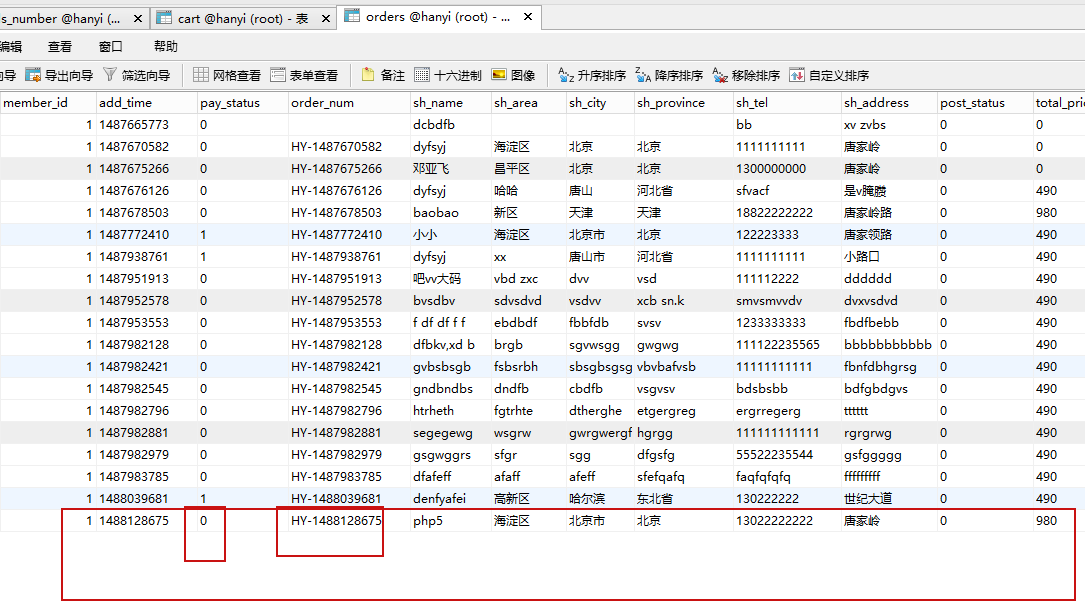 s_number @hanyi (... × cart @hanyi (root) - 表 × orders @hanyi (root) - ... ×
编辑 查看 窗口 帮助
向导 导出向导 筛选向导 网格查看 表单查看 备注 十六进制 图像 升序排序 降序排序 移除排序 自定义排序
member_id add_time pay_status order_num sh_name sh_area sh_city sh_province sh_tel sh_address post_status total_pri
1 1487665773 0 dcbdfb bb xv zvbs 0 0
1 1487670582 0 HY-1487670582 dyfsyj 海淀区 北京 北京 1111111111 唐家岭 0 0
1 1487675266 0 HY-1487675266 邓亚飞 昌平区 北京 北京 1300000000 唐家岭 0 0
1 1487676126 0 HY-1487676126 dyfsyj 哈哈 唐山 河北省 sfvacf 是v腌臜 0 490
1 1487678503 0 HY-1487678503 baobao 新区 天津 天津 18822222222 唐家岭路 0 980
1 1487772410 1 HY-1487772410 小小 海淀区 北京市 北京 122223333 唐家领路 0 490
1 1487938761 1 HY-1487938761 dyfsyj xx 唐山市 河北省 1111111111 小路口 0 490
1 1487951913 0 HY-1487951913 吧vv大码 vbd zxc dvv vsd 111112222 dddddd 0 490
1 1487952578 0 HY-1487952578 bvsdbv sdvsdvd vsdvv xcb sn.k smvsmvvdv dvxvsdvd 0 490
1 1487953553 0 HY-1487953553 f df df f f ebdbdf fbbfdb svsv 1233333333 fbdfbebb 0 490
1 1487982128 0 HY-1487982128 dfbkv,xd b brgb sgvwsgg gwgwg 111122235565 bbbbbbbbbbb 0 490
1 1487982421 0 HY-1487982421 gvbsbsgb fsbsrbh sbsgbsgsg vbvbafvsb 11111111111 fbnfdbhgrsg 0 490
1 1487982545 0 HY-1487982545 gndbndbs dndfb cbdfb vsgvsv bdsbsbb bdfgbdgvs 0 490
1 1487982796 0 HY-1487982796 htrheth fgtrhte dtherghe etgergreg ergrregerg tttttt 0 490
1 1487982881 0 HY-1487982881 segegewg wsgrw gwrgwergf hgrgg 111111111111 rgrgrwg 0 490
1 1487982979 0 HY-1487982979 gsgwggrs sfgr sgg dfgsfg 55522235544 gsfggggg 0 490
1 1487983785 0 HY-1487983785 dfafeff afaff afeff sfefqafq faqfqfqfq fffffffff 0 490
1 1488039681 1 HY-1488039681 denfyafei 高新区 哈尔滨 东北省 130222222 世纪大道 0 490
1 1488128675 0 HY-1488128675 php5 海淀区 北京市 北京 13022222222 唐家岭 0 980